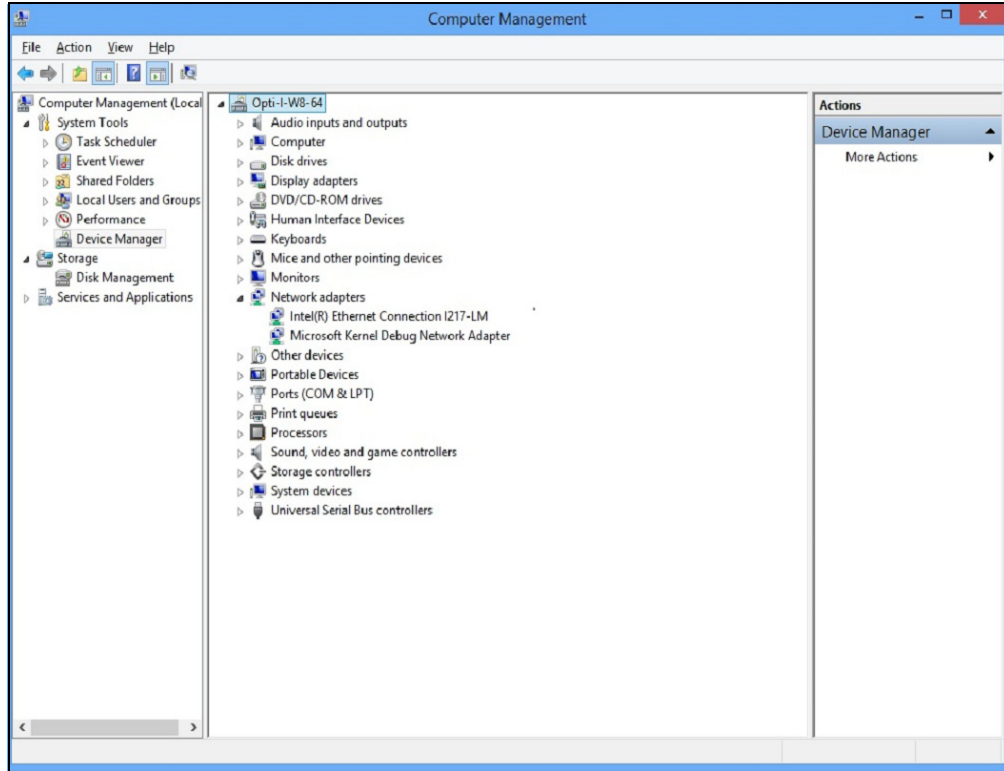 Computer Management
File Action View Help
Computer Management (Local
System Tools
Task Scheduler
Event Viewer
Shared Folders
Local Users and Groups
Performance
Device Manager
Storage
Disk Management
Services and Applications
Opti-I-W8-64
Audio inputs and outputs
Computer
Disk drives
Display adapters
DVD/CD-ROM drives
Human Interface Devices
Keyboards
Mice and other pointing devices
Monitors
Network adapters
Intel(R) Ethernet Connection I217-LM
Microsoft Kernel Debug Network Adapter
Other devices
Portable Devices
Ports (COM & LPT)
Print queues
Processors
Sound, video and game controllers
Storage controllers
System devices
Universal Serial Bus controllers
Actions
Device Manager
More Actions